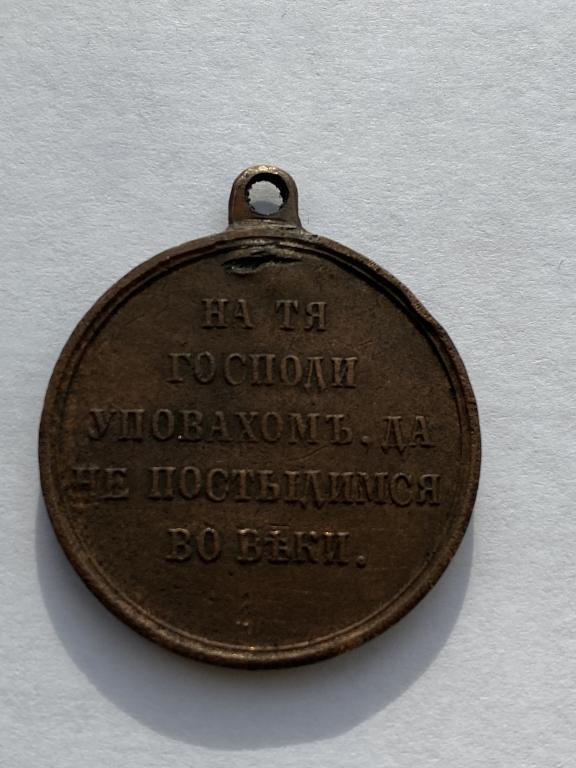 НА ТЯ
ГОСПОДИ
УПОВАХОМЪ, ДА
НЕ ПОСТЫДИМСЯ
ВО ВѢКИ.